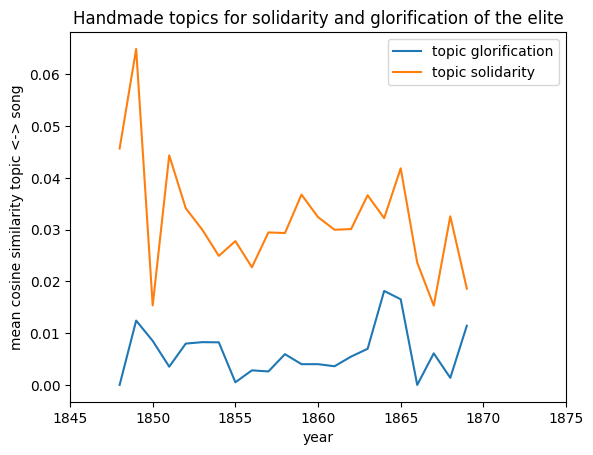 Handmade topics for solidarity and glorification of the elite
topic glorification
topic solidarity
mean cosine similarity topic <-> song
0.06
0.05
0.04
0.03
0.02
0.01
0.00
1845
1850
1855
1860
1865
1870
1875
year